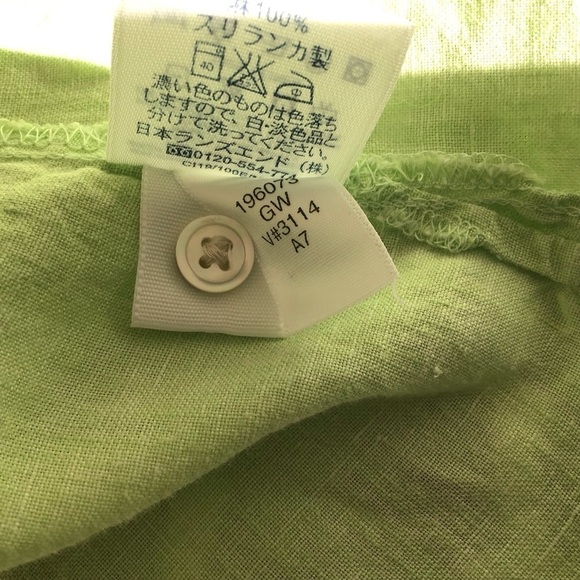 麻100%
スリランカ製
40
濃い色のものは色落ち
しますので、白・淡色品と
分けて洗ってください。
日本ランズエンド(株)
0120-554-774
196073
GW
V#3114
A7